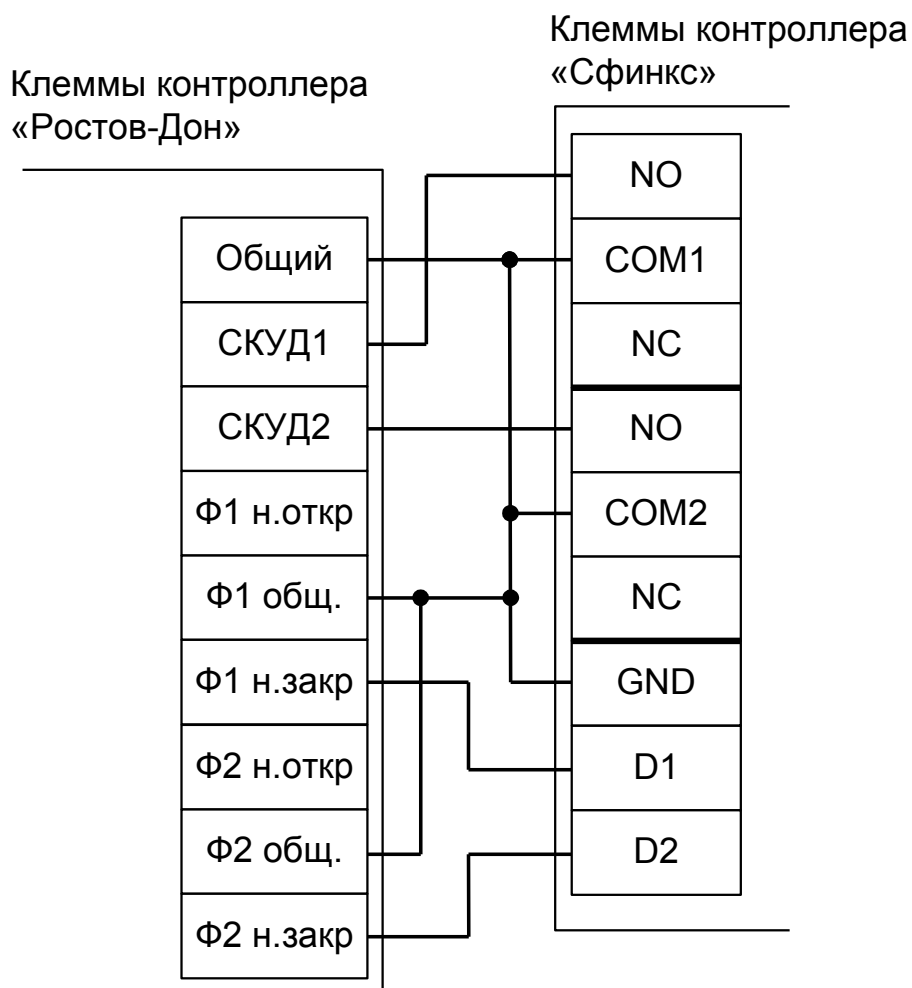 Клеммы контроллера
«Сфинкс»
Клеммы контроллера
«Ростов-Дон»
Общий
СКУД1
СКУД2
Ф1 н.откр
Ф1 общ.
Ф1 н.закр
Ф2 н.откр
Ф2 общ.
Ф2 н.закр
NO
COM1
NC
NO
COM2
NC
GND
D1
D2